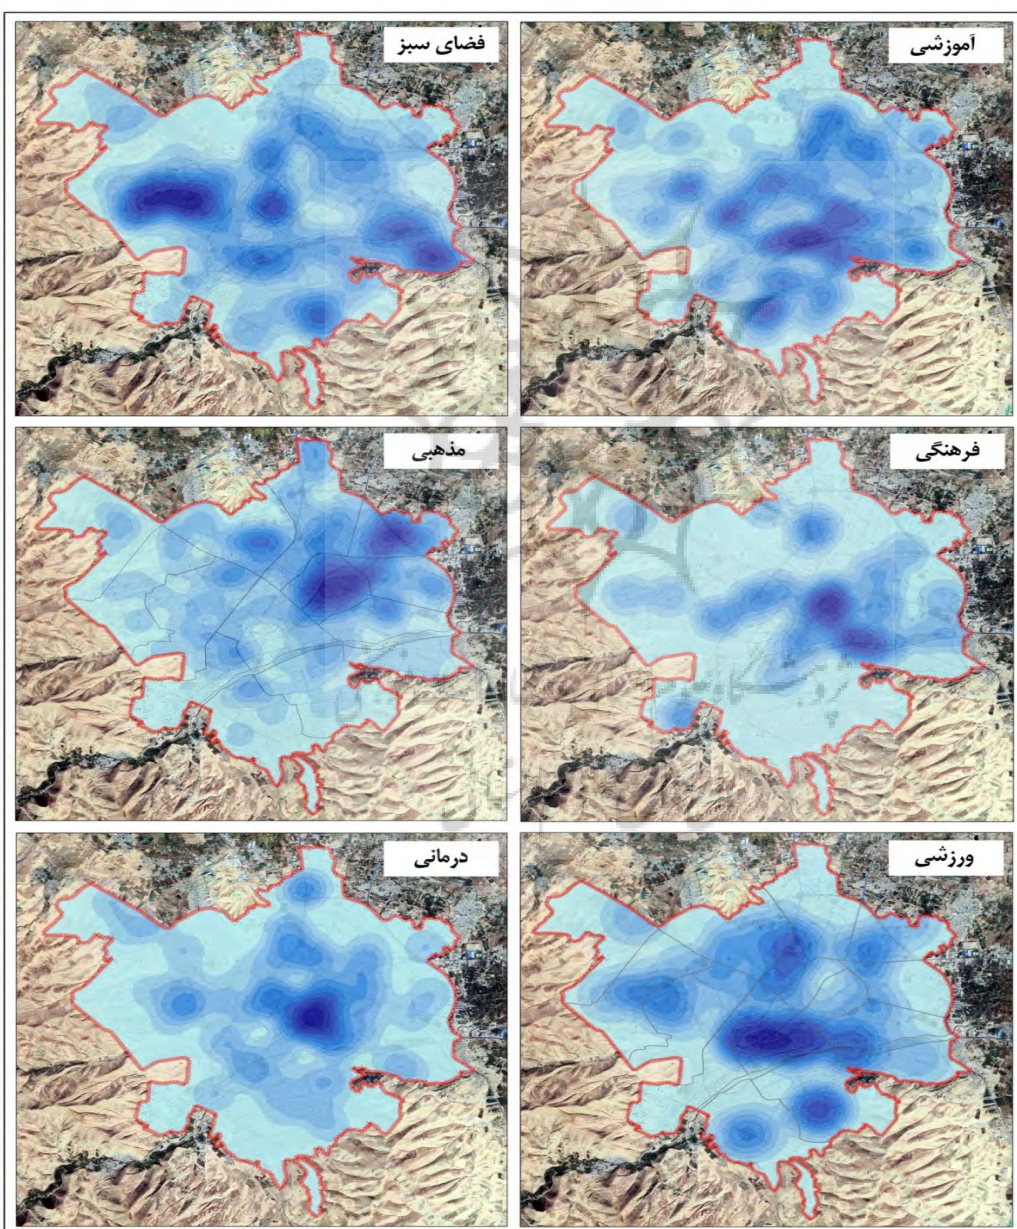 آموزشی
فضای سبز
فرهنگی
مذهبی
ورزشی
درمانی